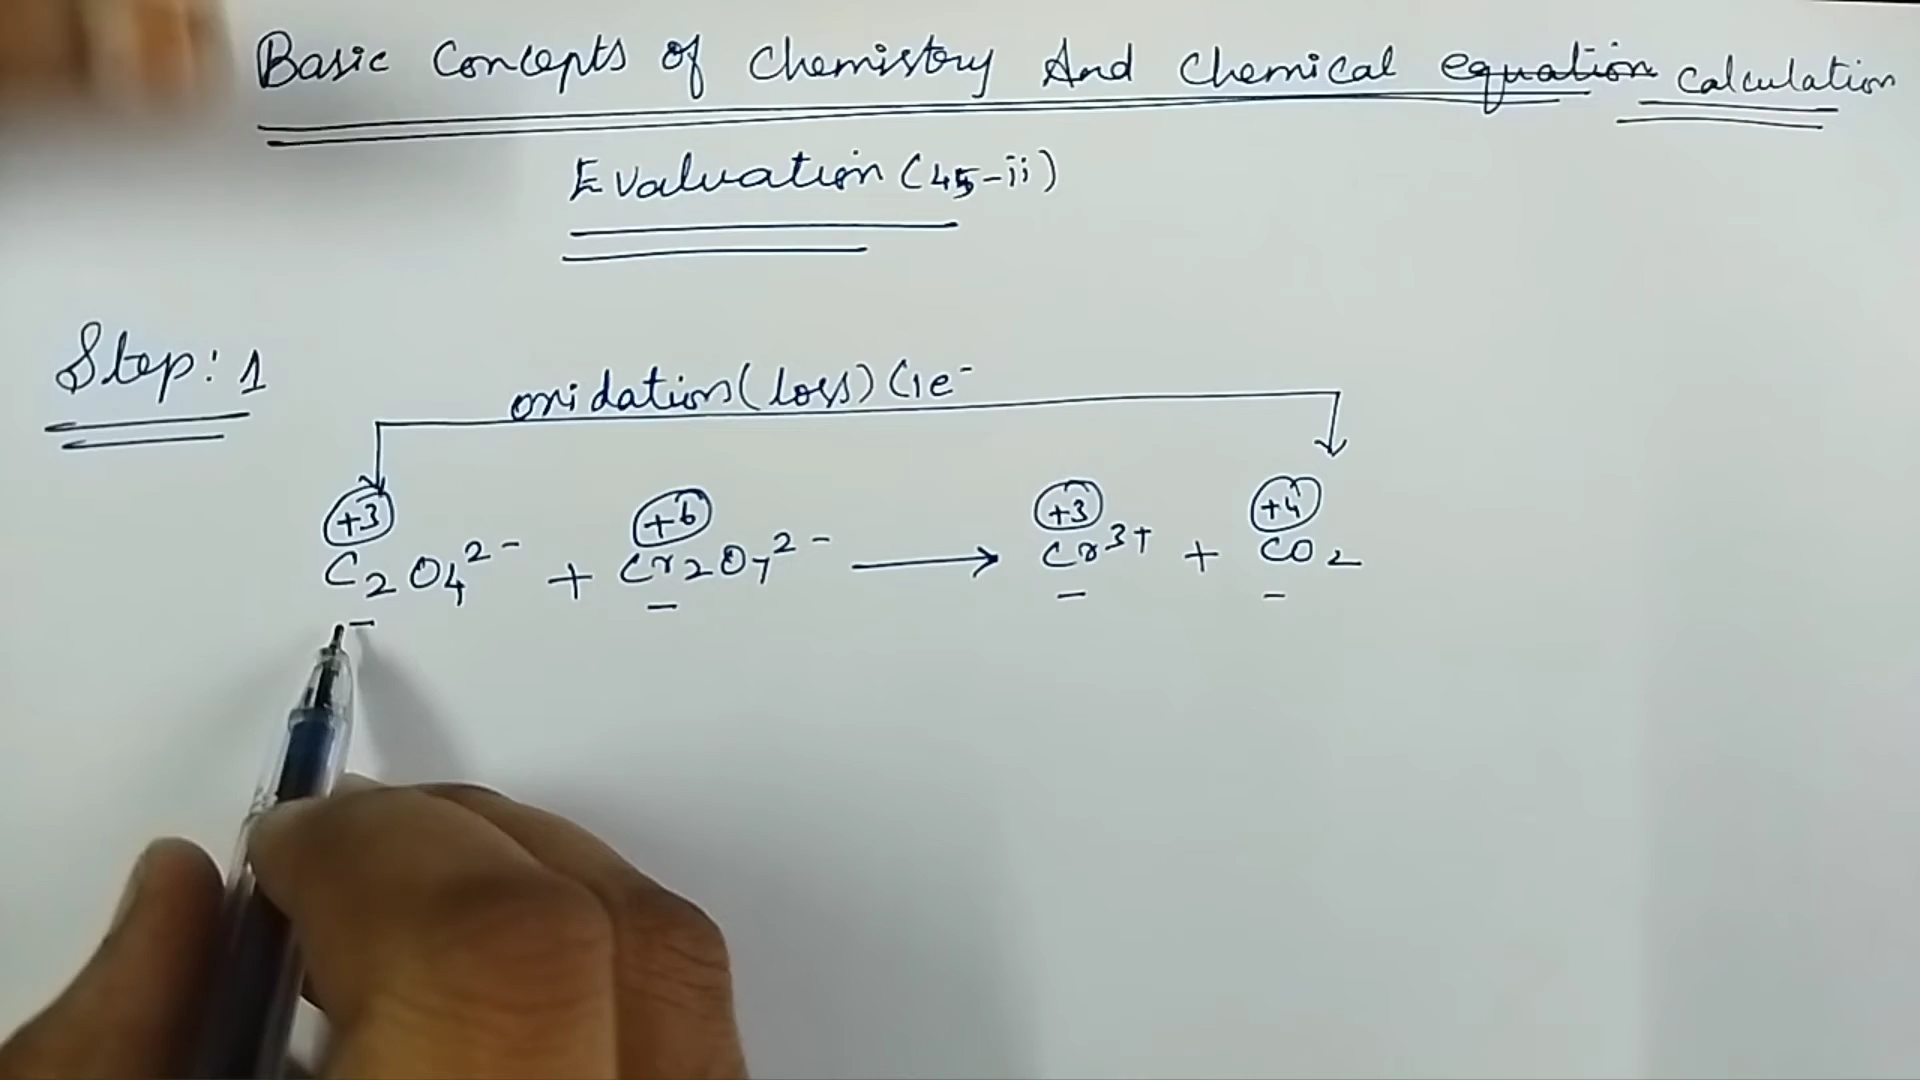 Basic Concepts of Chemistry And Chemical equation calculation
Evaluation (45-ii)
Step: 1
oxidation (loss) (1e⁻
+3 +6 +3 +4
C₂O₄²⁻ + Cr₂O₇²⁻ ⟶ Cr³⁺ + CO₂